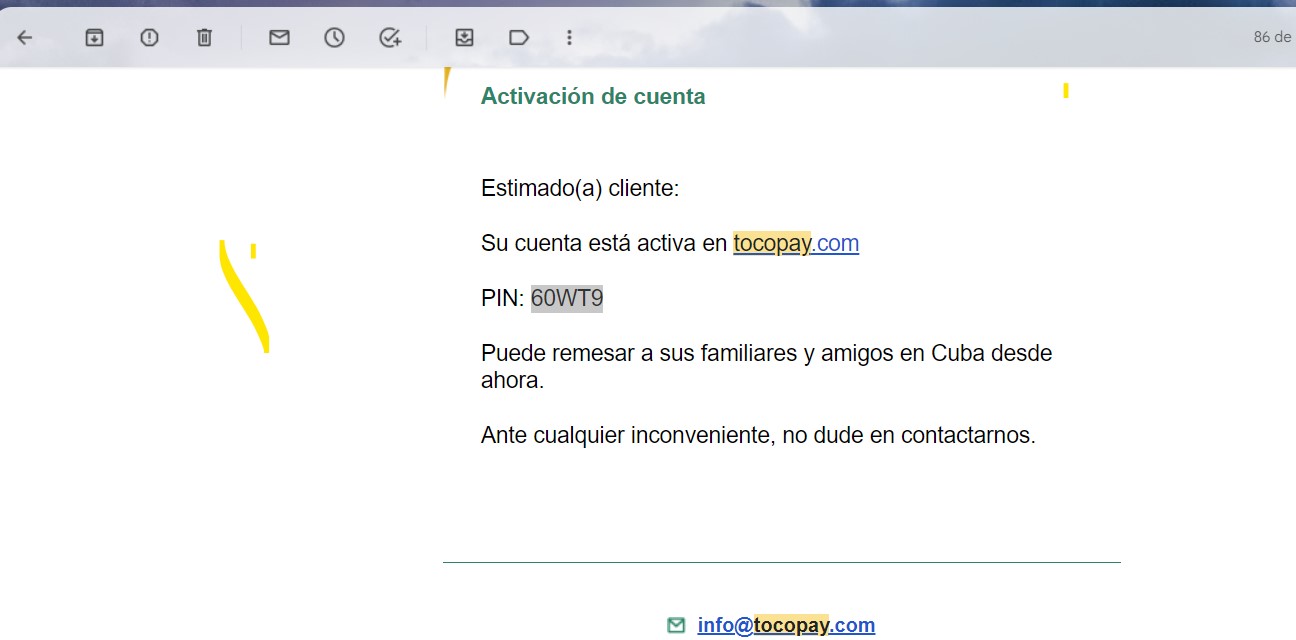 86 de
Activación de cuenta
Estimado(a) cliente:
Su cuenta está activa en tocopay.com
PIN: 60WT9
Puede remesar a sus familiares y amigos en Cuba desde
ahora.
Ante cualquier inconveniente, no dude en contactarnos.
info@tocopay.com